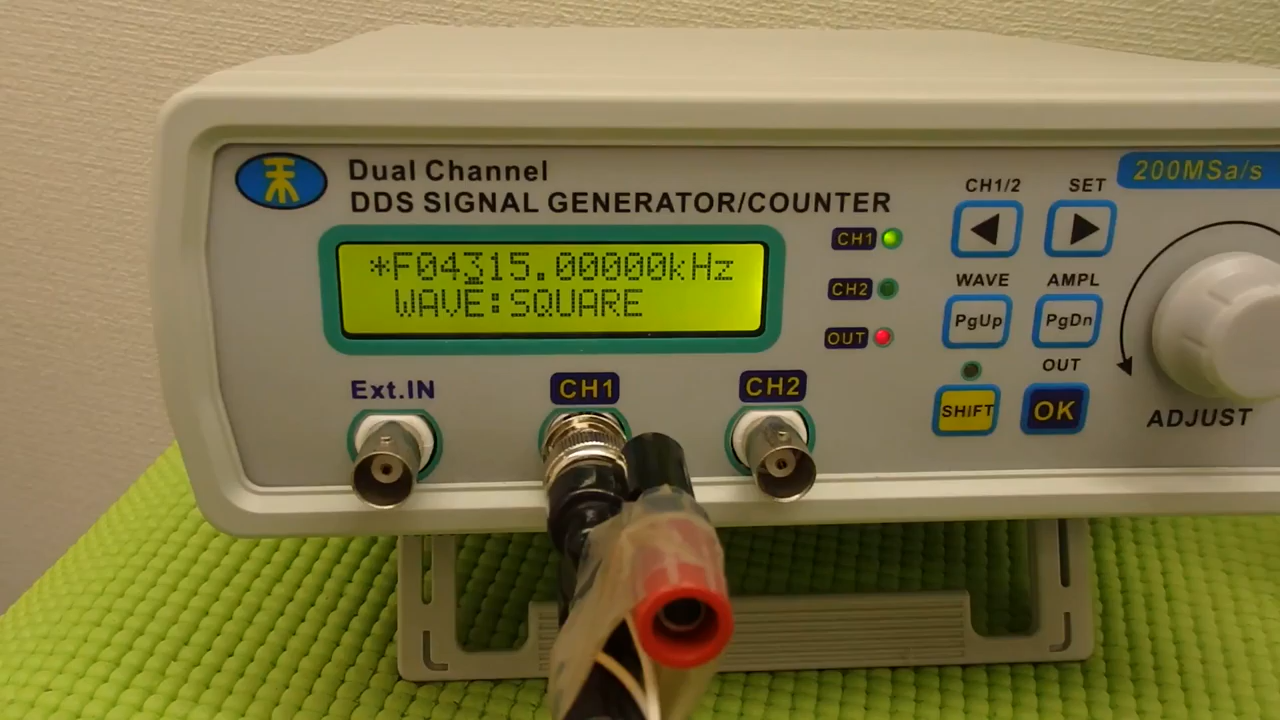 Dual Channel
DDS SIGNAL GENERATOR/COUNTER
200MSa/s
*F04315.00000kHz
WAVE:SQUARE
CH1
CH2
OUT
CH1/2
SET
WAVE
AMPL
PgUp
PgDn
OUT
SHIFT
OK
ADJUST
Ext.IN
CH1
CH2